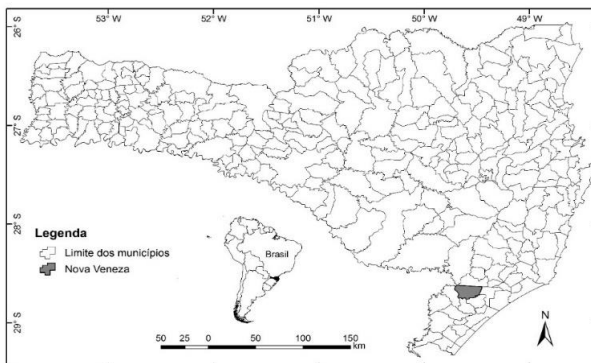 53° W
52° W
51° W
50° W
49° W
26° S
27° S
28° S
29° S
Legenda
Limite dos municípios
Nova Veneza
Brasil
50 25 0 50 100 150
km
N